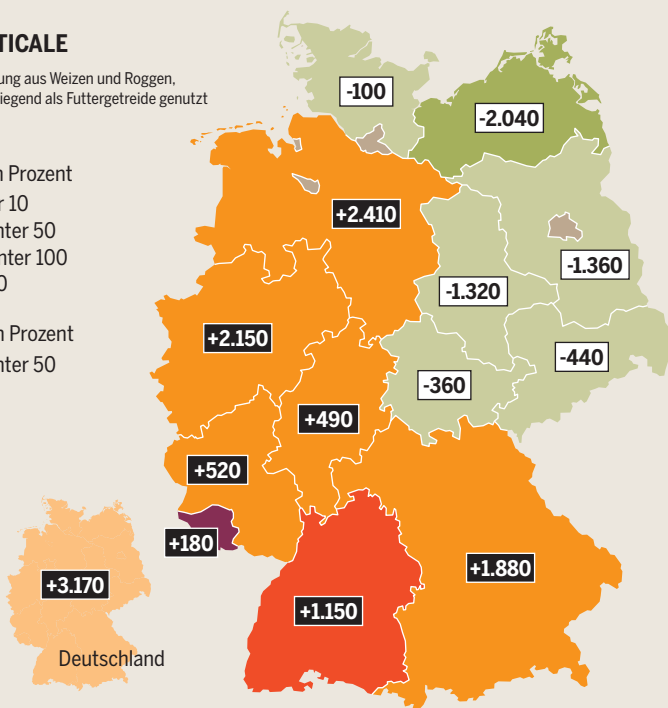 TICALE
ung aus Weizen und Roggen,
iegend als Futtergetreide genutzt
n Prozent
r 10
nter 50
nter 100
0
n Prozent
nter 50
-100
-2.040
+2.410
-1.360
-1.320
+2.150
-440
-360
+490
+520
+180
+1.880
+1.150
+3.170
Deutschland